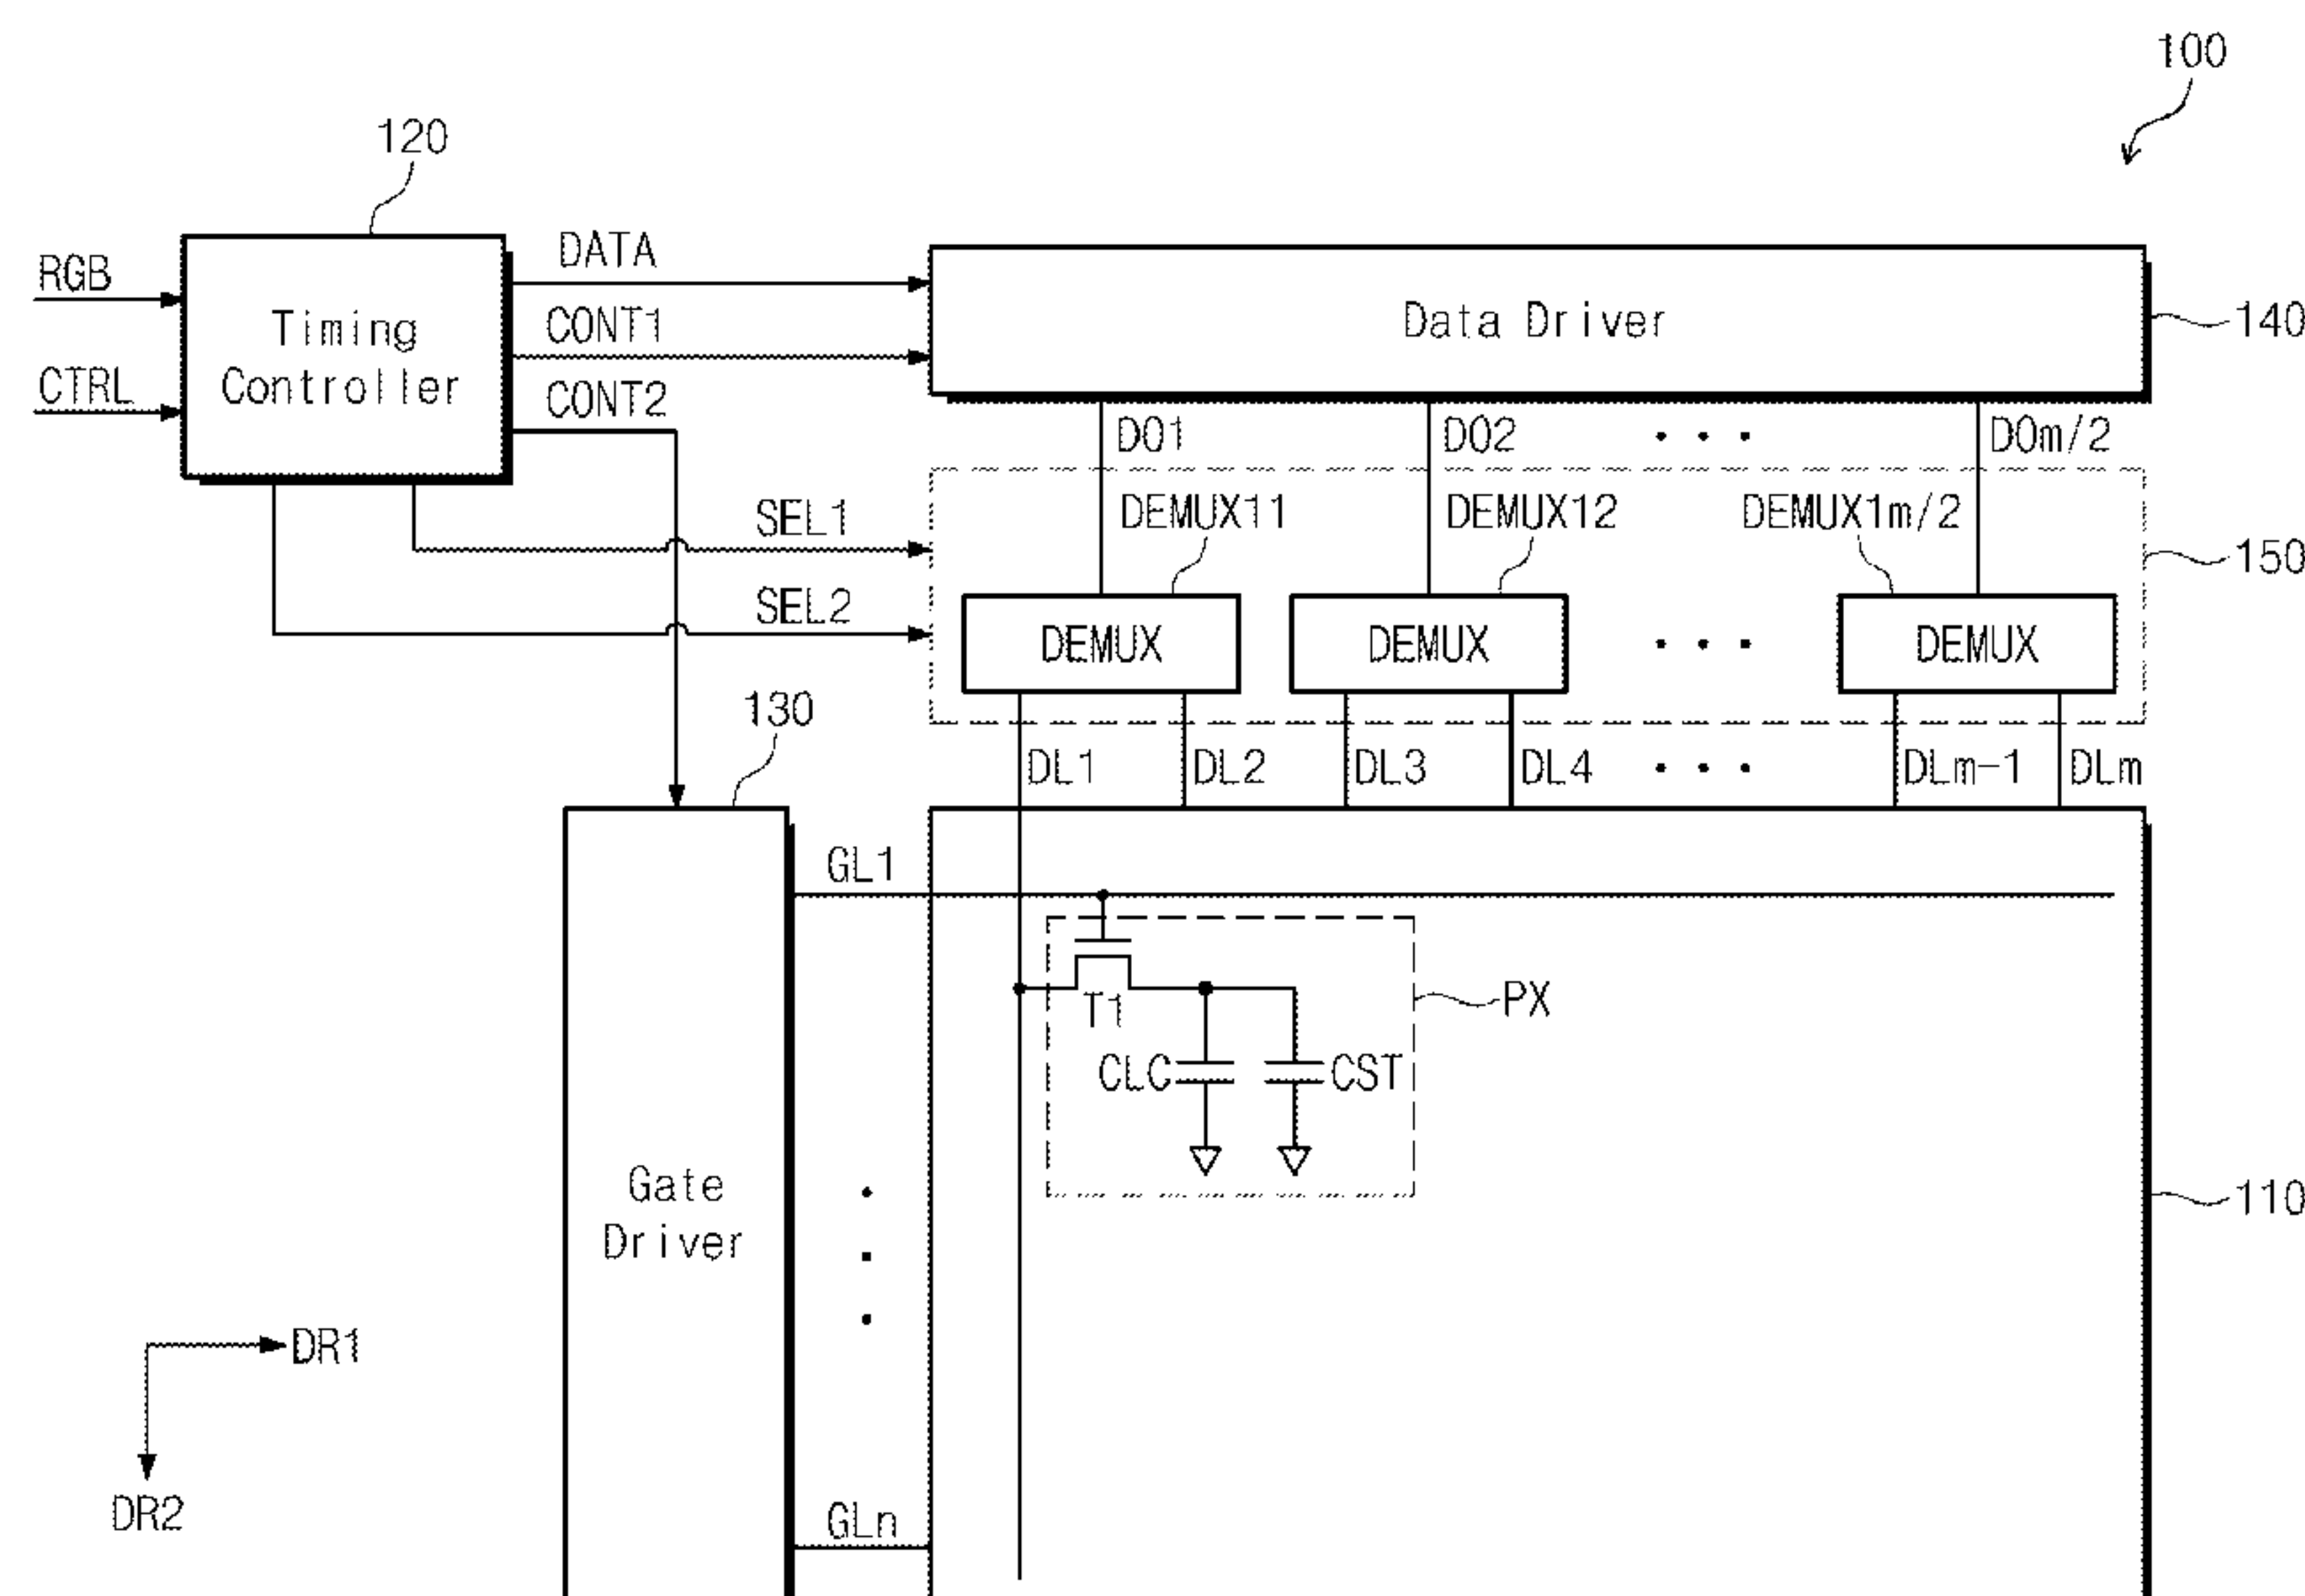 100
120
RGB
CTRL
Timing
Controller
DATA
CONT1
CONT2
Data Driver
140
DO1
DO2
. . .
DOm/2
SEL1
SEL2
DEMUX11
DEMUX12
DEMUX1m/2
150
DEMUX
DEMUX
. . .
DEMUX
130
DL1
DL2
DL3
DL4
. . .
DLm-1
DLm
GL1
T1
PX
CLC
CST
Gate
Driver
110
DR1
DR2
GLn